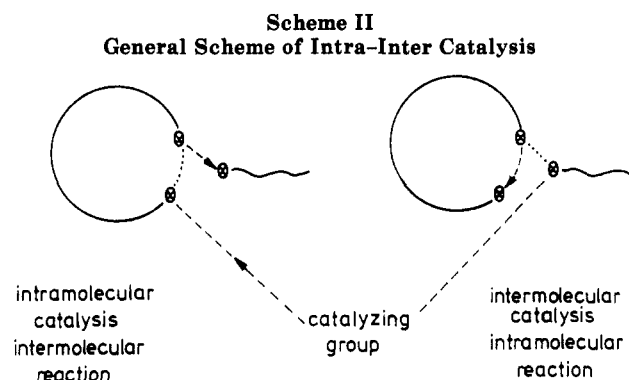 Scheme II
General Scheme of Intra-Inter Catalysis
intramolecular
catalysis
intermolecular
reaction
catalyzing
group
intermolecular
catalysis
intramolecular
reaction